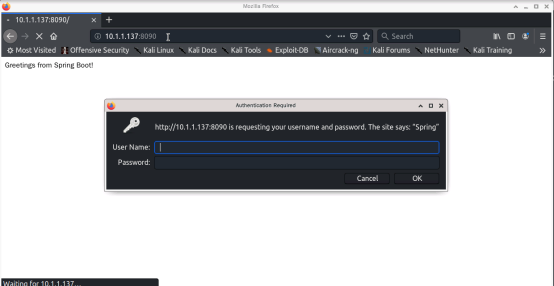 Mozilla Firefox
10.1.1.137:8090/
10.1.1.137:8090
Search
Most Visited Offensive Security Kali Linux Kali Docs Kali Tools Exploit-DB Aircrack-ng Kali Forums NetHunter Kali Training
Greetings from Spring Boot!
Authentication Required
http://10.1.1.137:8090 is requesting your username and password. The site says: "Spring"
User Name:
Password:
Cancel OK
Waiting for 10.1.1.137...